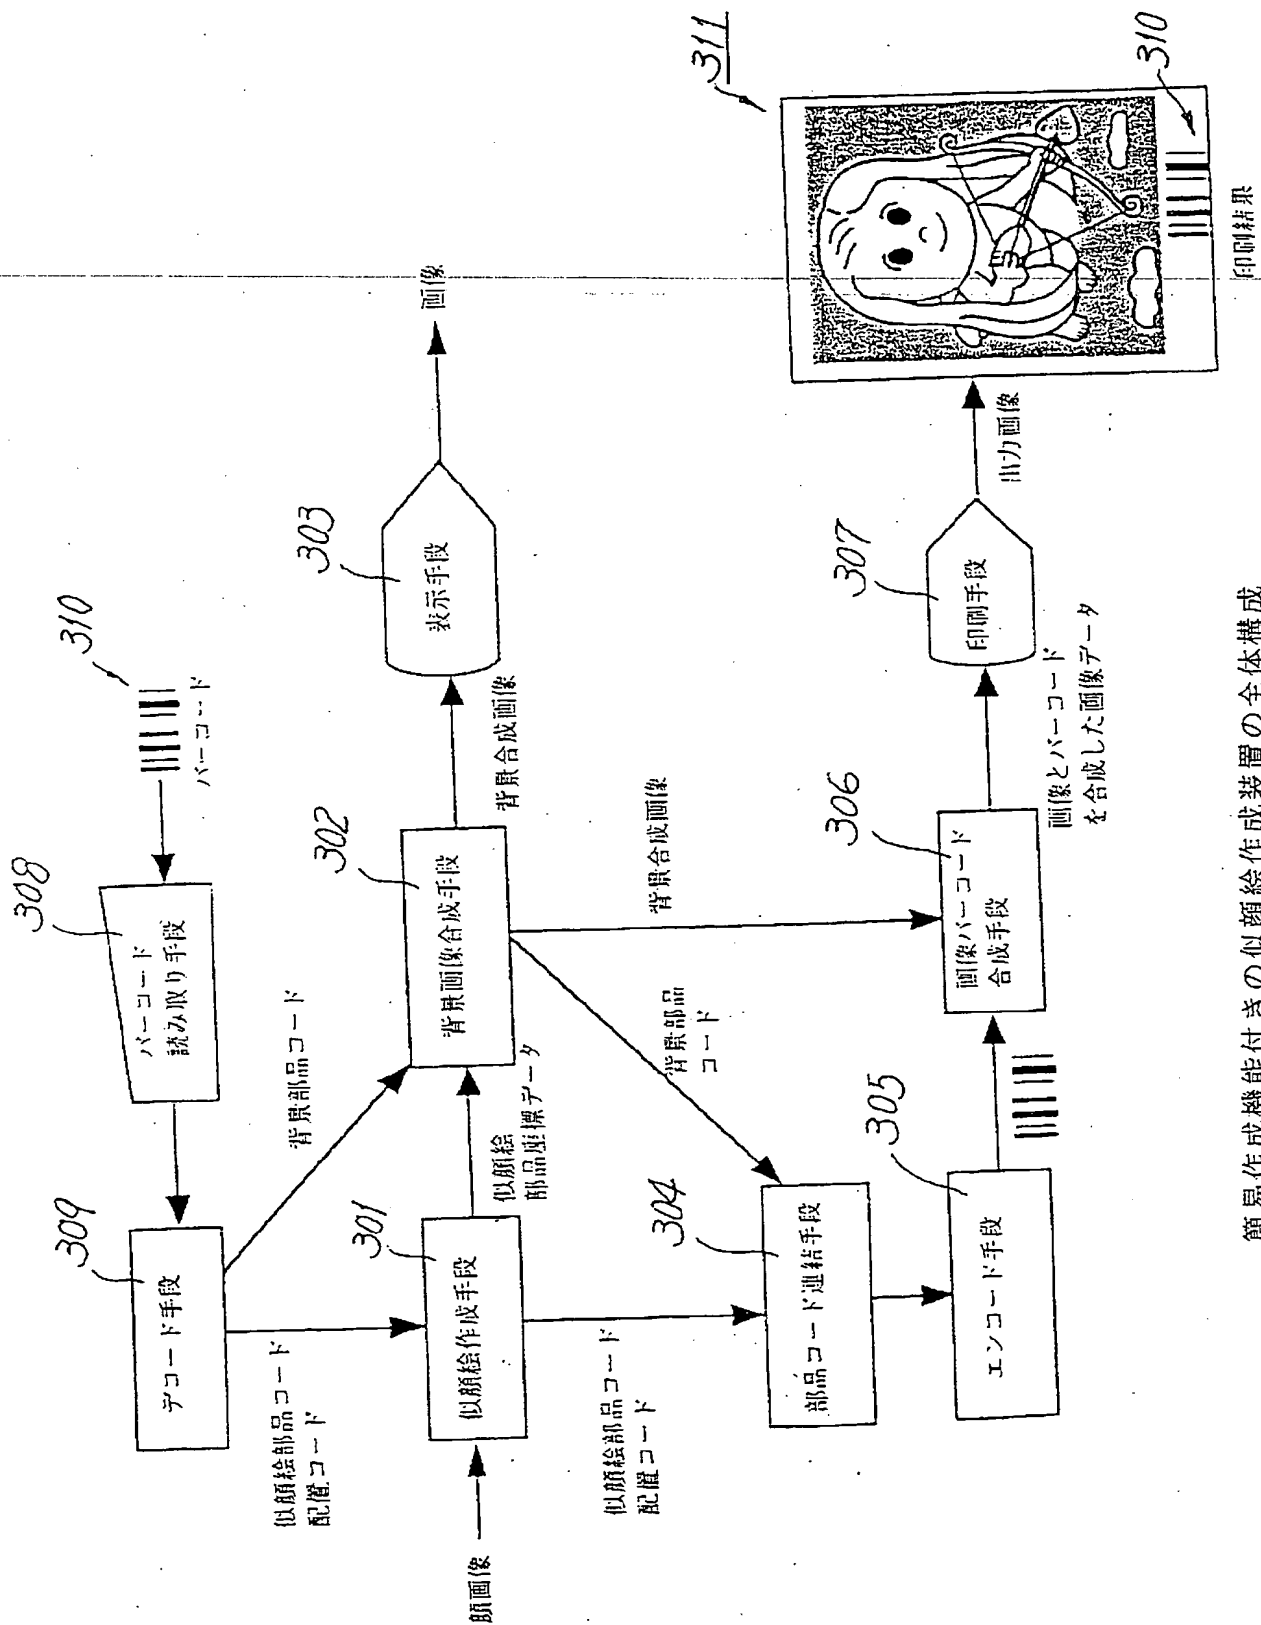 310
バーコード
308
バーコード
読み取り手段
309
デコード手段
背景部品コード
似顔絵部品コード
配置コード
顔画像
301
似顔絵作成手段
似顔絵
部品座標データ
302
背景画像合成手段
背景合成画像
303
表示手段
画像
似顔絵部品コード
配置コード
背景部品
コード
背景合成画像
304
部品コード連結手段
305
エンコード手段
306
画像バーコード
合成手段
画像とバーコード
を合成した画像データ
307
印刷手段
出力画像
311
310
印刷結果
簡易作成機能付きの似顔絵作成装置の全体構成